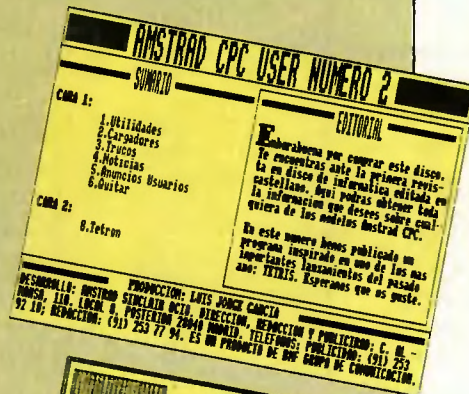 AMSTRAD CPC USER NUMERO 2
SUMARIO
CARA 1:
1.Utilidades
2.Cargadores
3.Trucos
4.Noticias
5.Anuncios Usuarios
6.Quitar
CARA 2:
8.Tetron
EDITORIAL
Enhorabuena por comprar este disco.
Te encuentras ante la primera revis-
ta en disco de informatica editada en
castellano. Aqui podras obtener toda
la informacion que desees sobre cual
quiera de los modelos Amstrad CPC.
En este numero hemos publicado un
programa inspirado en uno de los mas
importantes lanzamientos del pasado
ano: TETRIS. Esperamos que os guste.
PRODUCCION: LUIS JORGE GARCIA
DESARROLLO: AMSTRAD SINCLAIR OCIO. DIRECCION, REDACCION Y PUBLICIDAD: C. M. -
110. LOCAL 8, POSTERIOR 28040 MADRID. TELEFONOS: PUBLICIDAD: (91) 253
92 10; REDACCION: (91) 253 77 94. ES UN PRODUCTO DE GRUPO DE COMUNICACION.